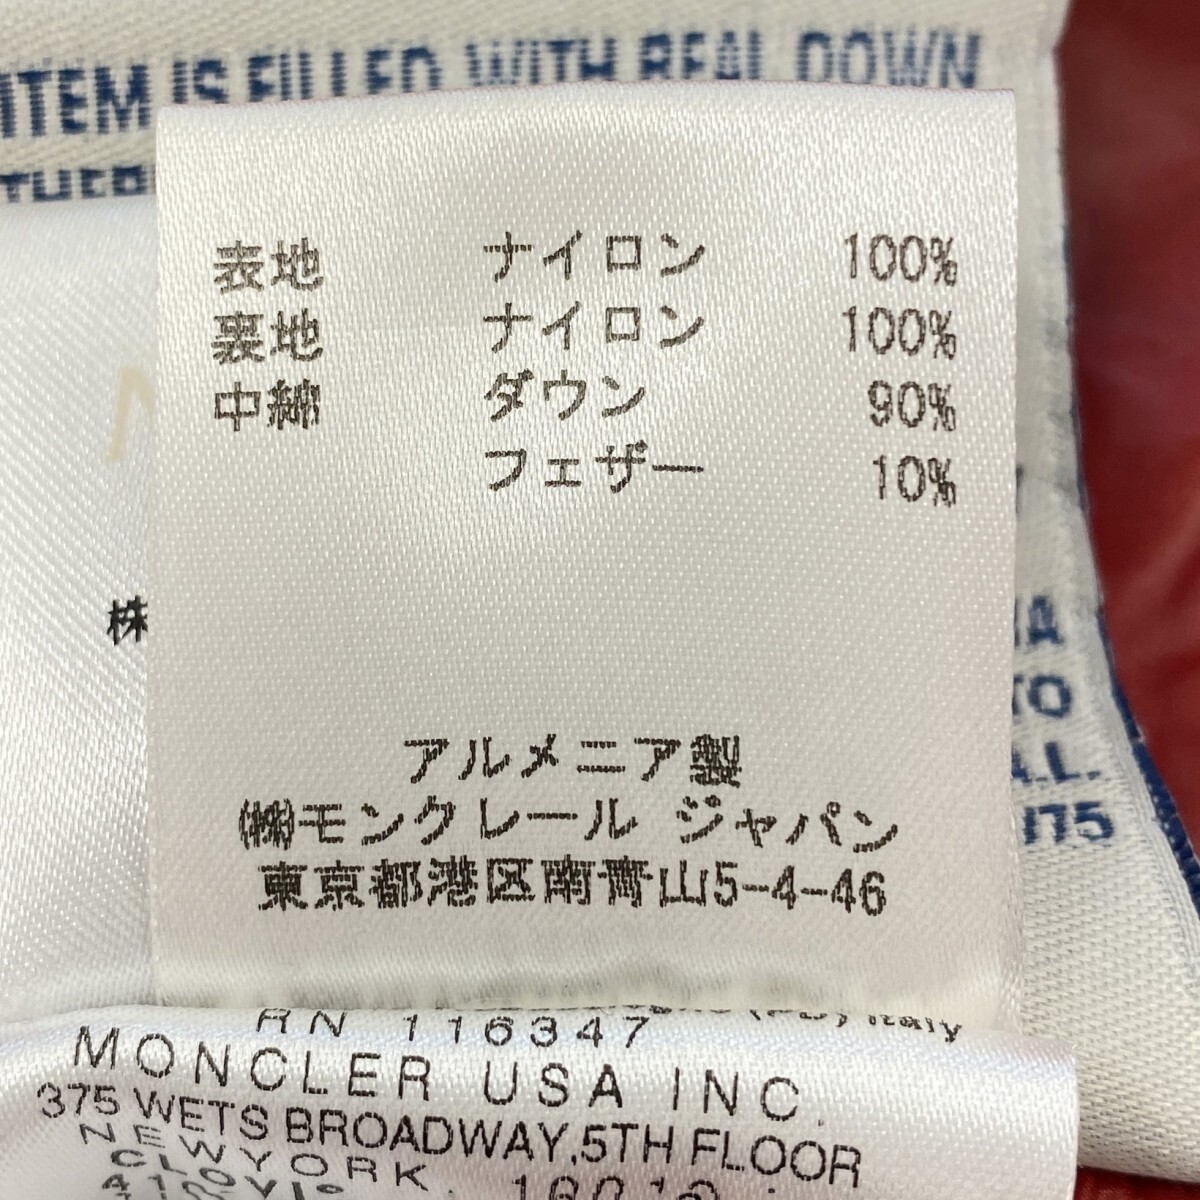 ITEM IS FILLED WITH REAL DOWN
表地 ナイロン 100%
裏地 ナイロン 100%
中綿 ダウン 90%
フェザー 10%
株
アルメニア製
㈱モンクレール ジャパン
東京都港区南青山5-4-46
TO
A.L.
RN 116347
Italy
MONCLER USA INC.
375 WETS BROADWAY,5TH FLOOR
NEWYORK